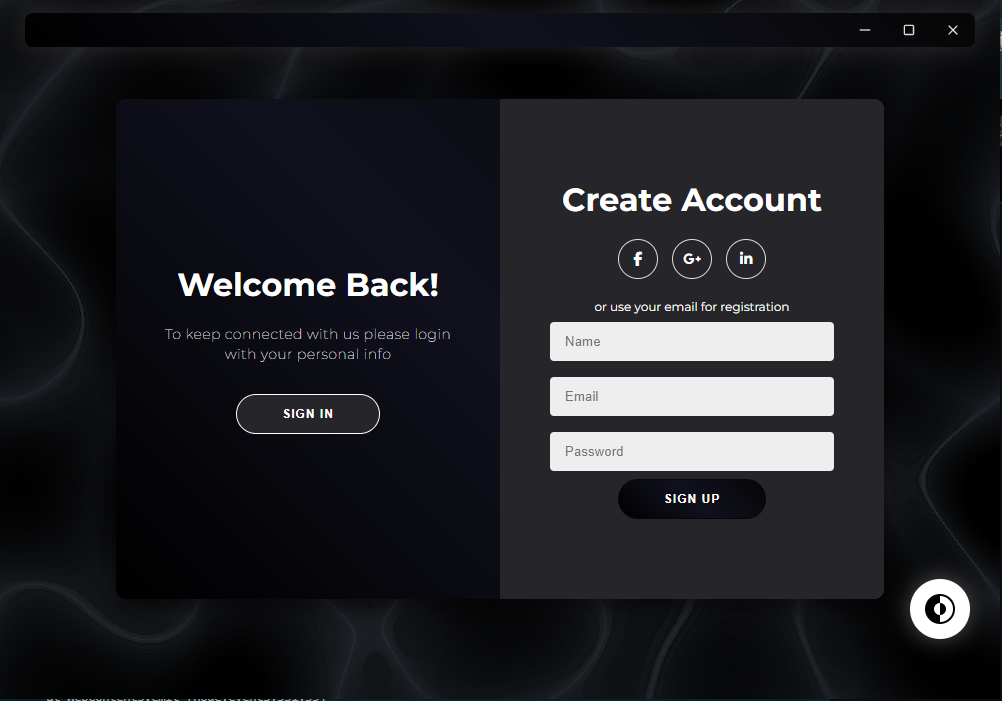 Welcome Back!
To keep connected with us please login
with your personal info
SIGN IN
Create Account
f
G+
in
or use your email for registration
Name
Email
Password
SIGN UP